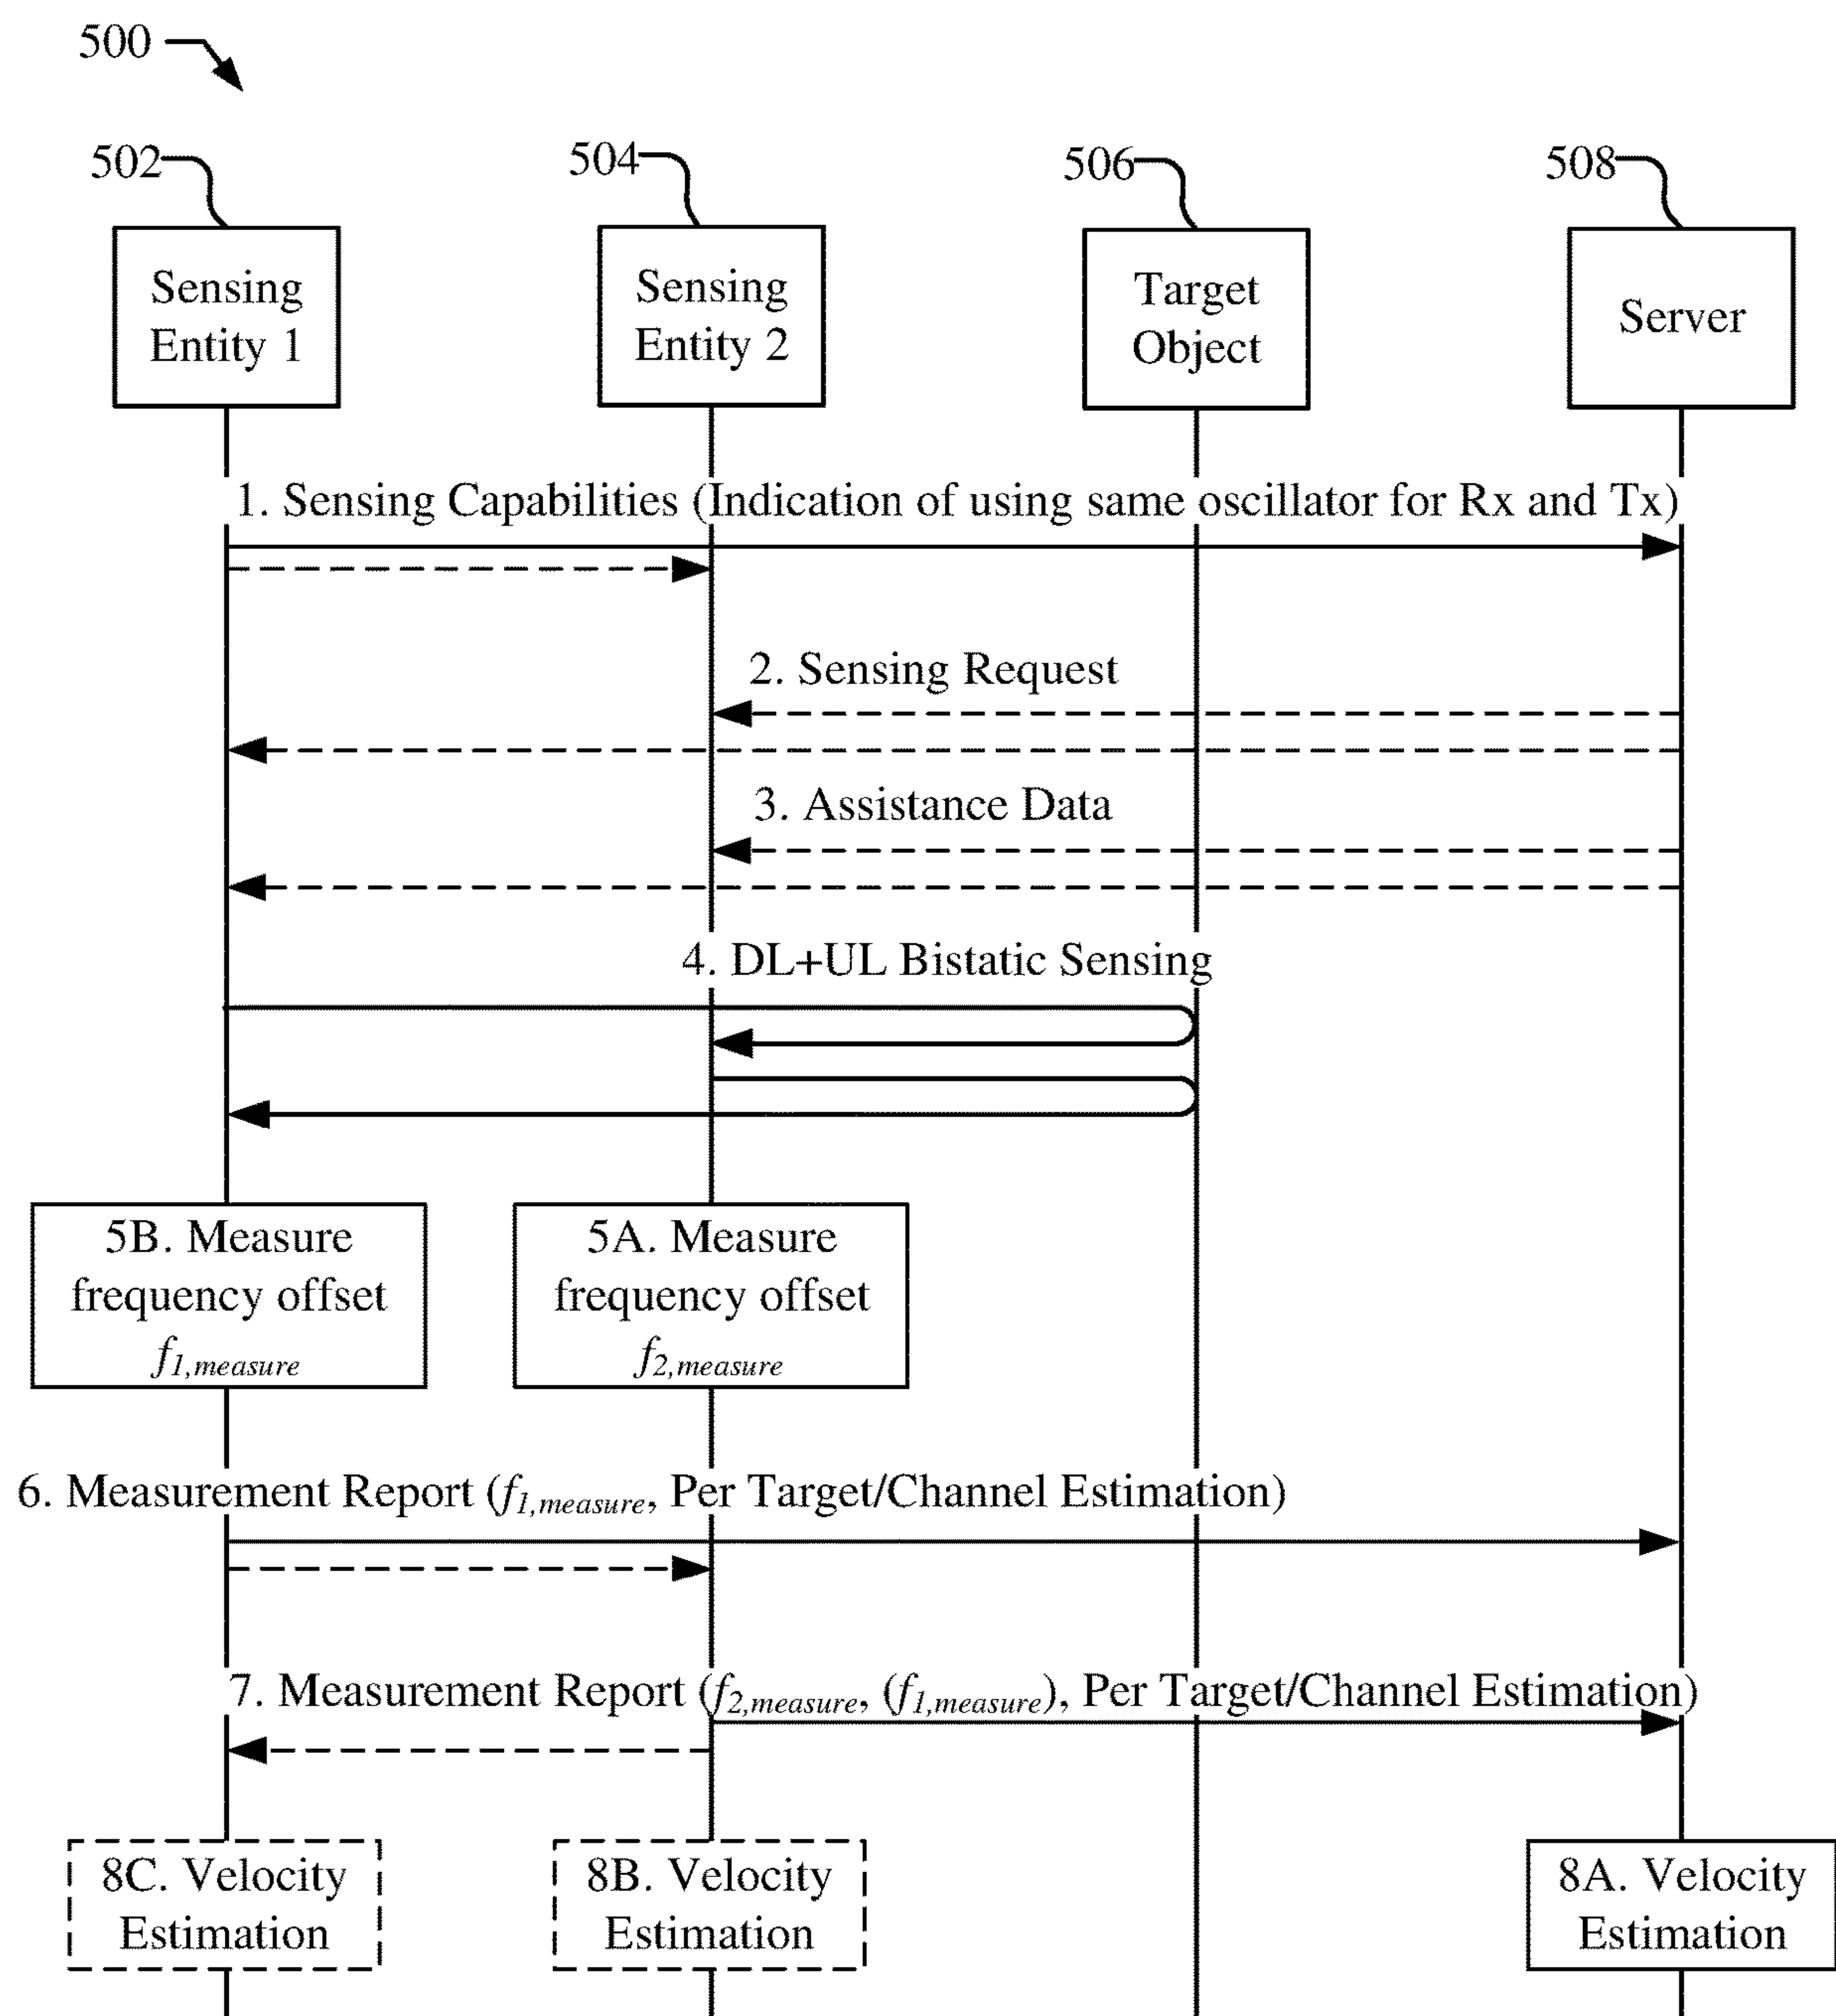 500
502
504
506
508
Sensing
Entity 1
Sensing
Entity 2
Target
Object
Server
1. Sensing Capabilities (Indication of using same oscillator for Rx and Tx)
2. Sensing Request
3. Assistance Data
4. DL+UL Bistatic Sensing
5B. Measure
frequency offset
f1,measure
5A. Measure
frequency offset
f2,measure
6. Measurement Report (f1,measure, Per Target/Channel Estimation)
7. Measurement Report (f2,measure, (f1,measure), Per Target/Channel Estimation)
8C. Velocity
Estimation
8B. Velocity
Estimation
8A. Velocity
Estimation